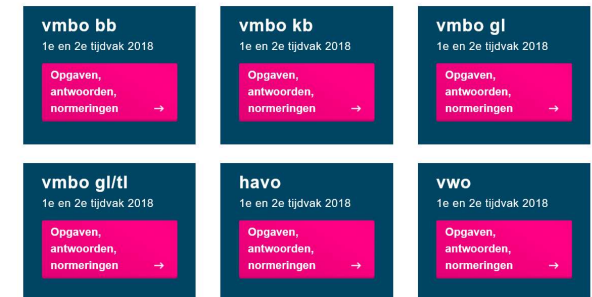 vmbo bb
1e en 2e tijdvak 2018
Opgaven,
antwoorden,
normeringen →
vmbo kb
1e en 2e tijdvak 2018
Opgaven,
antwoorden,
normeringen →
vmbo gl
1e en 2e tijdvak 2018
Opgaven,
antwoorden,
normeringen →
vmbo gl/tl
1e en 2e tijdvak 2018
Opgaven,
antwoorden,
normeringen →
havo
1e en 2e tijdvak 2018
Opgaven,
antwoorden,
normeringen →
vwo
1e en 2e tijdvak 2018
Opgaven,
antwoorden,
normeringen →